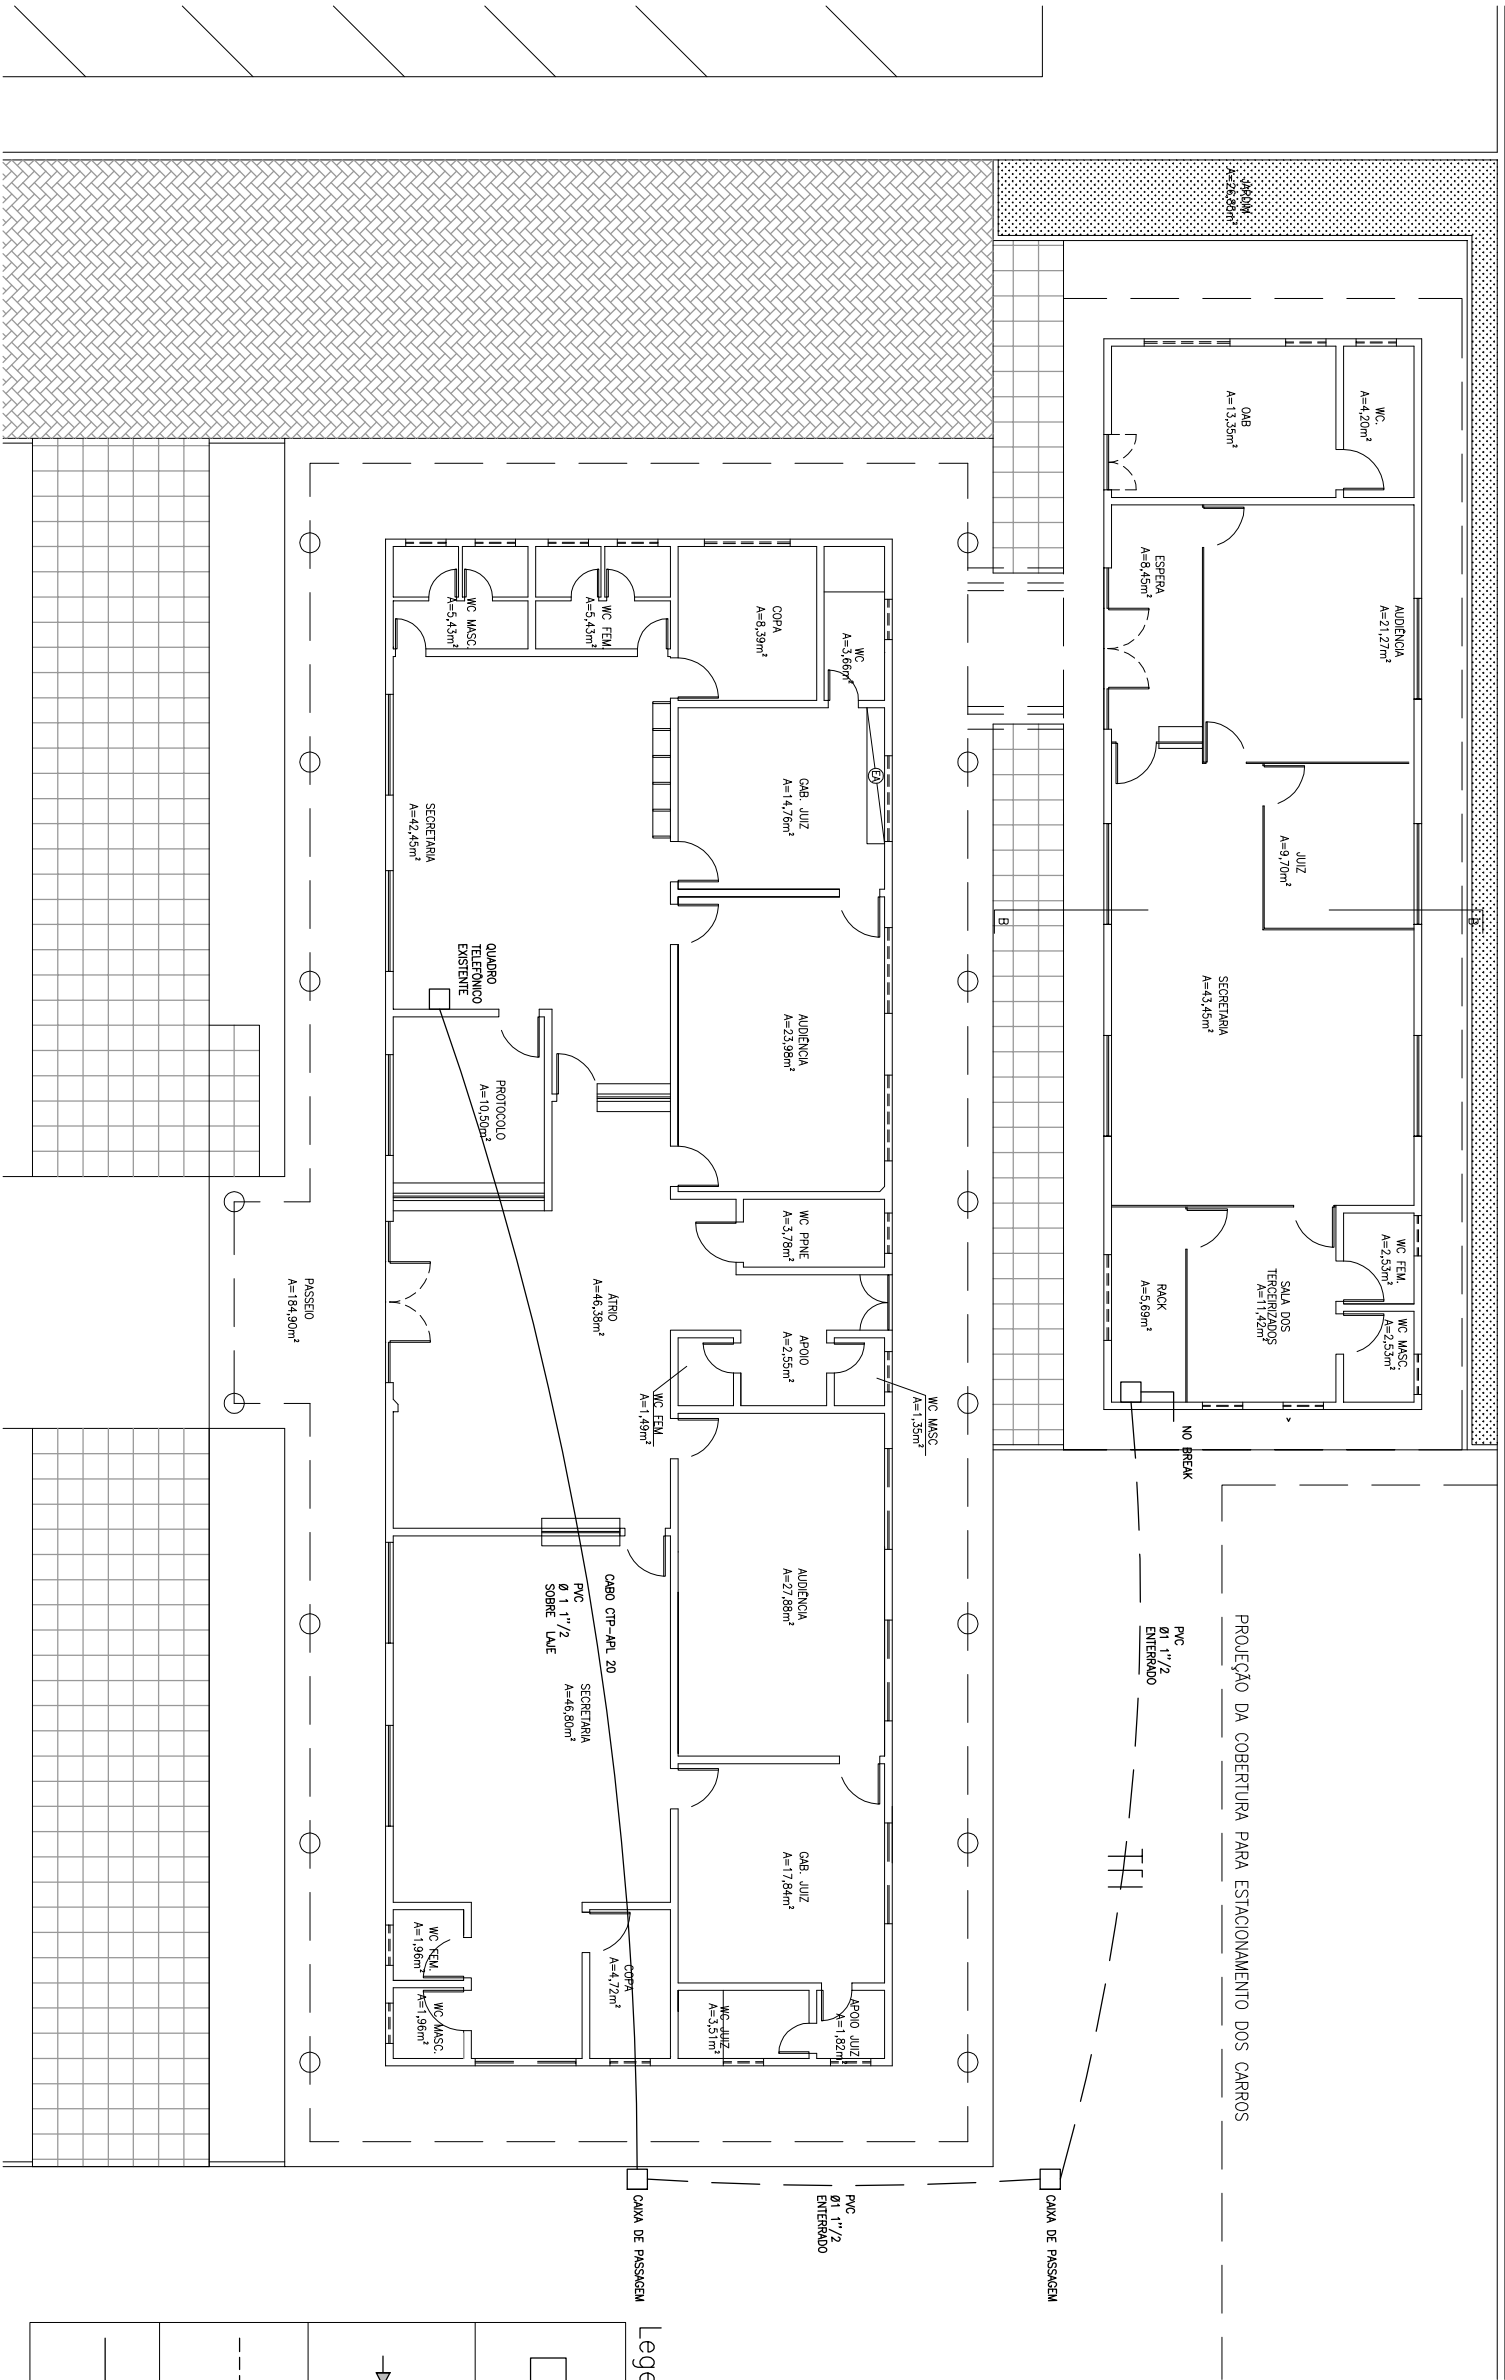 JARDIM
A=26,85m²
WC.
A=4,20m²
OAB
A=13,35m²
AUDIÊNCIA
A=21,27m²
ESPERA
A=8,45m²
JUIZ
A=9,70m²
B
B
SECRETARIA
A=43,45m²
WC FEM.
A=2,53m²
WC MASC.
A=2,53m²
SALA DOS
TERCEIRIZADOS
A=11,42m²
RACK
A=5,69m²
NO BREAK
PVC
Ø1 1"/2
ENTERRADO
PROJEÇÃO DA COBERTURA PARA ESTACIONAMENTO DOS CARROS
WC
A=3,66m²
COPA
A=8,39m²
WC FEM.
A=5,43m²
WC MASC.
A=5,43m²
EA
GAB. JUIZ
A=14,76m²
SECRETARIA
A=42,45m²
QUADRO
TELEFÔNICO
EXISTENTE
AUDIÊNCIA
A=23,98m²
PROTOCOLO
A=10,50m²
WC PPNE
A=3,78m²
ÁTRIO
A=46,38m²
PASSEIO
A=184,90m²
APOIO
A=2,55m²
WC MASC
A=1,35m²
WC FEM
A=1,49m²
AUDIÊNCIA
A=27,88m²
CABO CTP-APL 20
PVC
Ø 1 1"/2
SOBRE LAJE
SECRETARIA
A=46,80m²
GAB. JUIZ
A=17,84m²
WC FEM.
A=1,96m²
WC MASC.
A=1,96m²
COPA
A=4,72m²
WC JUIZ
A=3,51m²
APOIO JUIZ
A=1,82m²
CAIXA DE PASSAGEM
PVC
Ø1 1"/2
ENTERRADO
CAIXA DE PASSAGEM
Lege